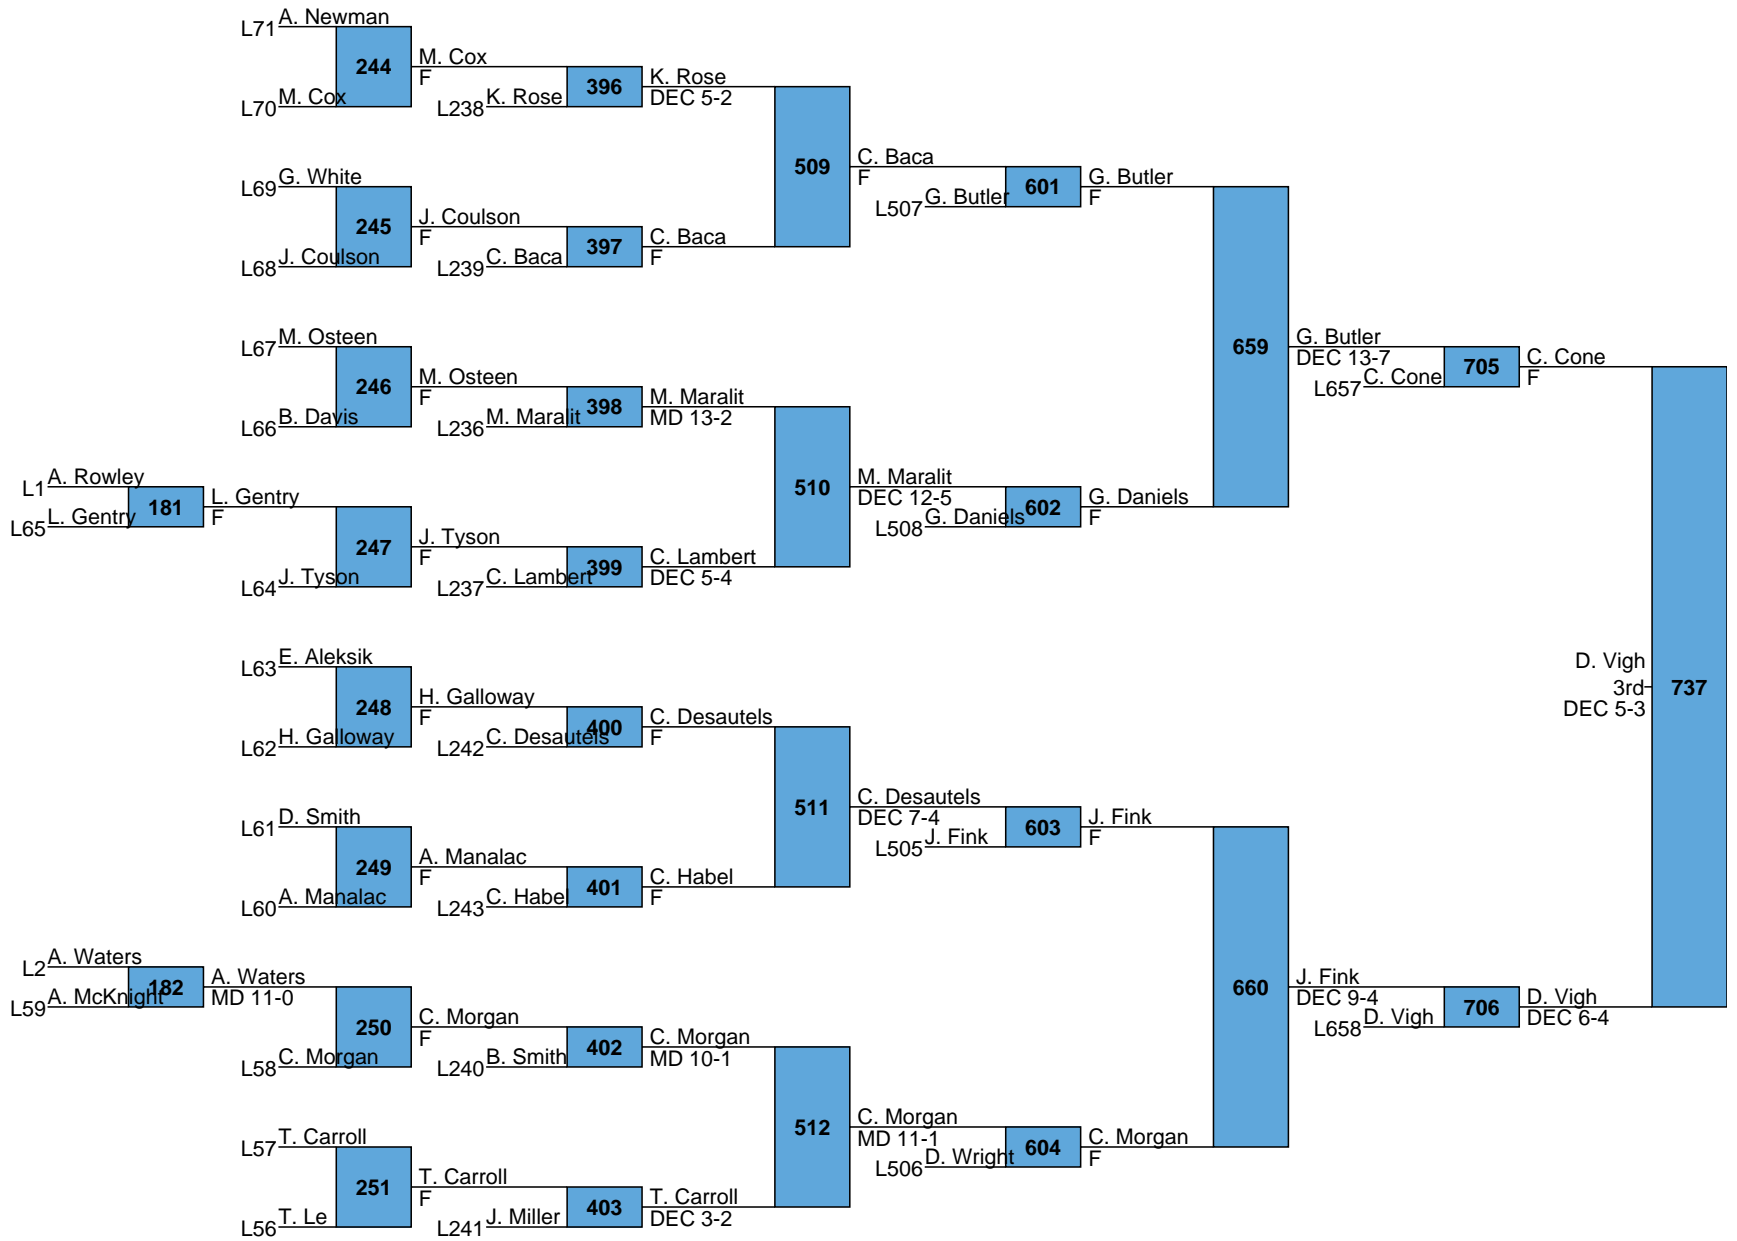 L71 A. Newman
244
L70 M. Cox
M. Cox
F
L238 K. Rose
396
K. Rose
DEC 5-2
L69 G. White
245
L68 J. Coulson
J. Coulson
F
L239 C. Baca
397
C. Baca
F
509
C. Baca
F
L507 G. Butler
601
G. Butler
F
L67 M. Osteen
246
L66 B. Davis
M. Osteen
F
L236 M. Maralit
398
M. Maralit
MD 13-2
L1 A. Rowley
181
L65 L. Gentry
L. Gentry
F
247
L64 J. Tyson
J. Tyson
F
L237 C. Lambert
399
C. Lambert
DEC 5-4
510
M. Maralit
DEC 12-5
L508 G. Daniels
602
G. Daniels
F
659
G. Butler
DEC 13-7
L657 C. Cone
705
C. Cone
F
L63 E. Aleksik
248
L62 H. Galloway
H. Galloway
F
L242 C. Desautels
400
C. Desautels
F
L61 D. Smith
249
L60 A. Manalac
A. Manalac
F
L243 C. Habel
401
C. Habel
F
511
C. Desautels
DEC 7-4
L505 J. Fink
603
J. Fink
F
L2 A. Waters
182
L59 A. McKnight
A. Waters
MD 11-0
250
L58 C. Morgan
C. Morgan
F
L240 B. Smith
402
C. Morgan
MD 10-1
L57 T. Carroll
251
L56 T. Le
T. Carroll
F
L241 J. Miller
403
T. Carroll
DEC 3-2
512
C. Morgan
MD 11-1
L506 D. Wright
604
C. Morgan
F
660
J. Fink
DEC 9-4
L658 D. Vigh
706
D. Vigh
DEC 6-4
737
D. Vigh
3rd
DEC 5-3